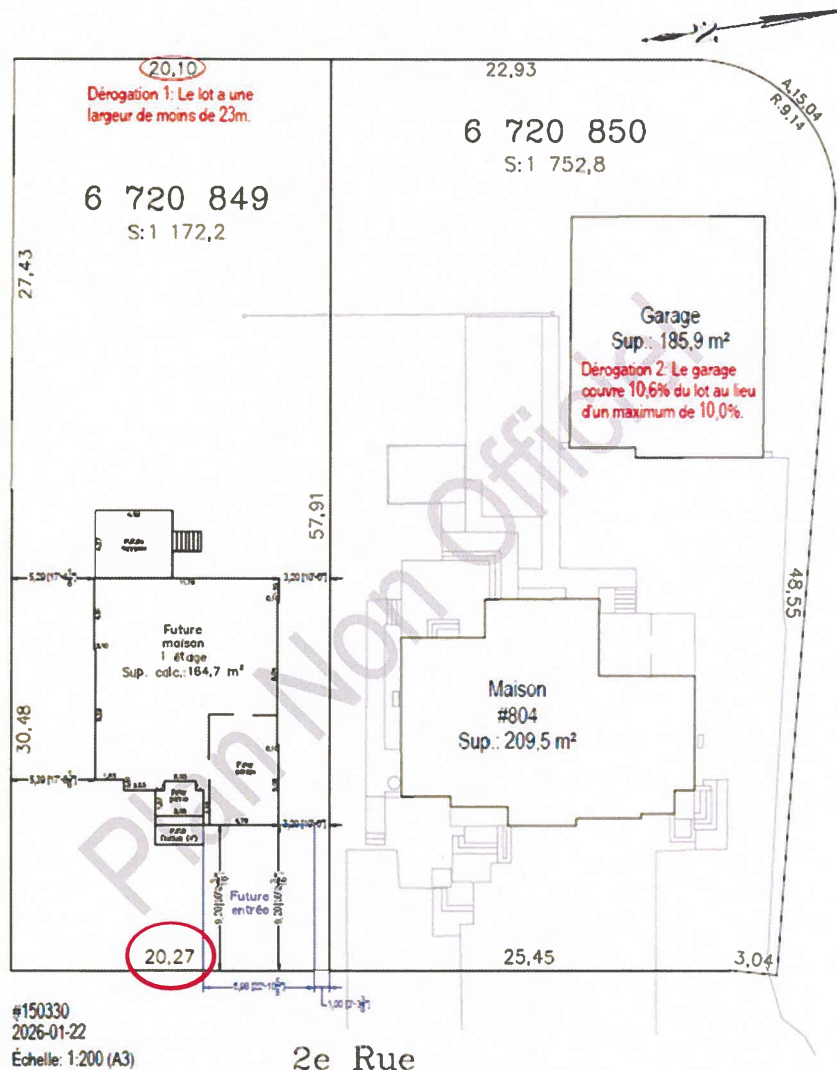 20,10
22,93
A.15,04
R.9,14
Dérogation 1: Le lot a une
largeur de moins de 23m.
6 720 849
S:1 172,2
6 720 850
S:1 752,8
27,43
Garage
Sup.: 185,9 m²
Dérogation 2: Le garage
couvre 10,6% du lot au lieu
d'un maximum de 10,0%.
Plan Non Officiel
57,91
48,55
Future
maison
1 étage
Sup. calc.:164,7 m²
Maison
#804
Sup.: 209,5 m²
30,48
Future
entrée
20,27
25,45
3,04
#150330
2026-01-22
Échelle: 1:200 (A3)
2e Rue